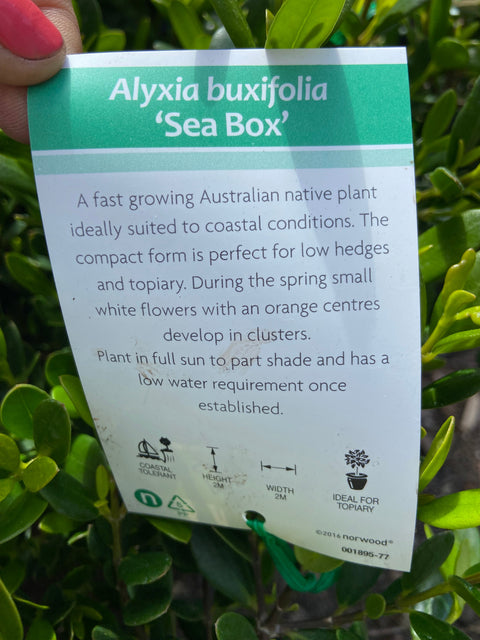 Alyxia buxifolia
‘Sea Box’
A fast growing Australian native plant
ideally suited to coastal conditions. The
compact form is perfect for low hedges
and topiary. During the spring small
white flowers with an orange centres
develop in clusters.
Plant in full sun to part shade and has a
low water requirement once
established.
COASTAL
TOLERANT
HEIGHT
2M
WIDTH
2M
IDEAL FOR
TOPIARY
n
©2016 norwood®
001895-77